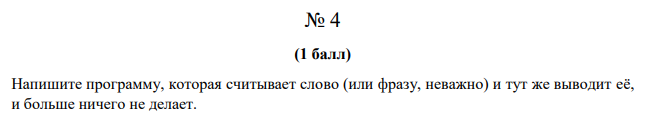 № 4
(1 балл)
Напишите программу, которая считывает слово (или фразу, неважно) и тут же выводит её,
и больше ничего не делает.